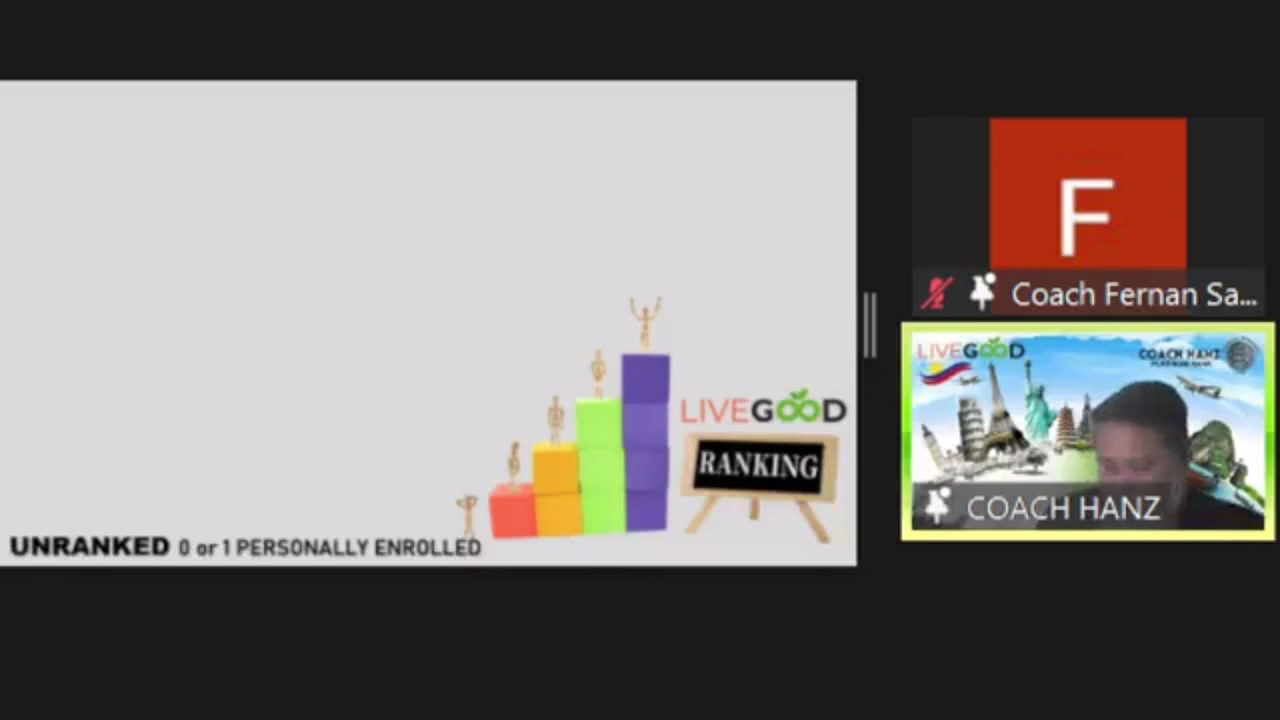 LIVEGOOD
RANKING
UNRANKED 0 or 1 PERSONALLY ENROLLED
F
Coach Fernan Sa...
LIVEGOOD
COACH HANZ
COACH HANZ